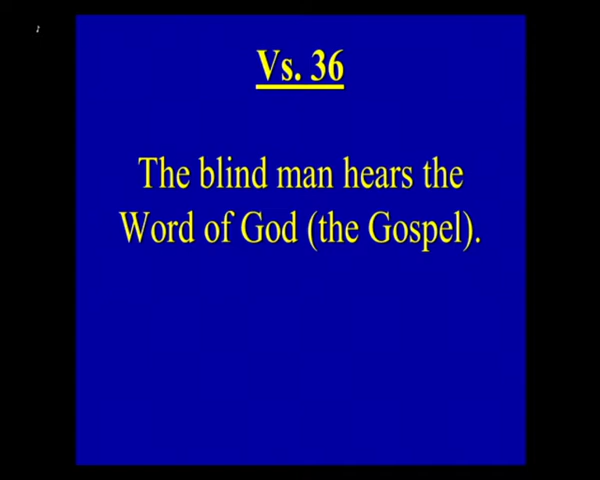 Vs. 36
The blind man hears the
Word of God (the Gospel).